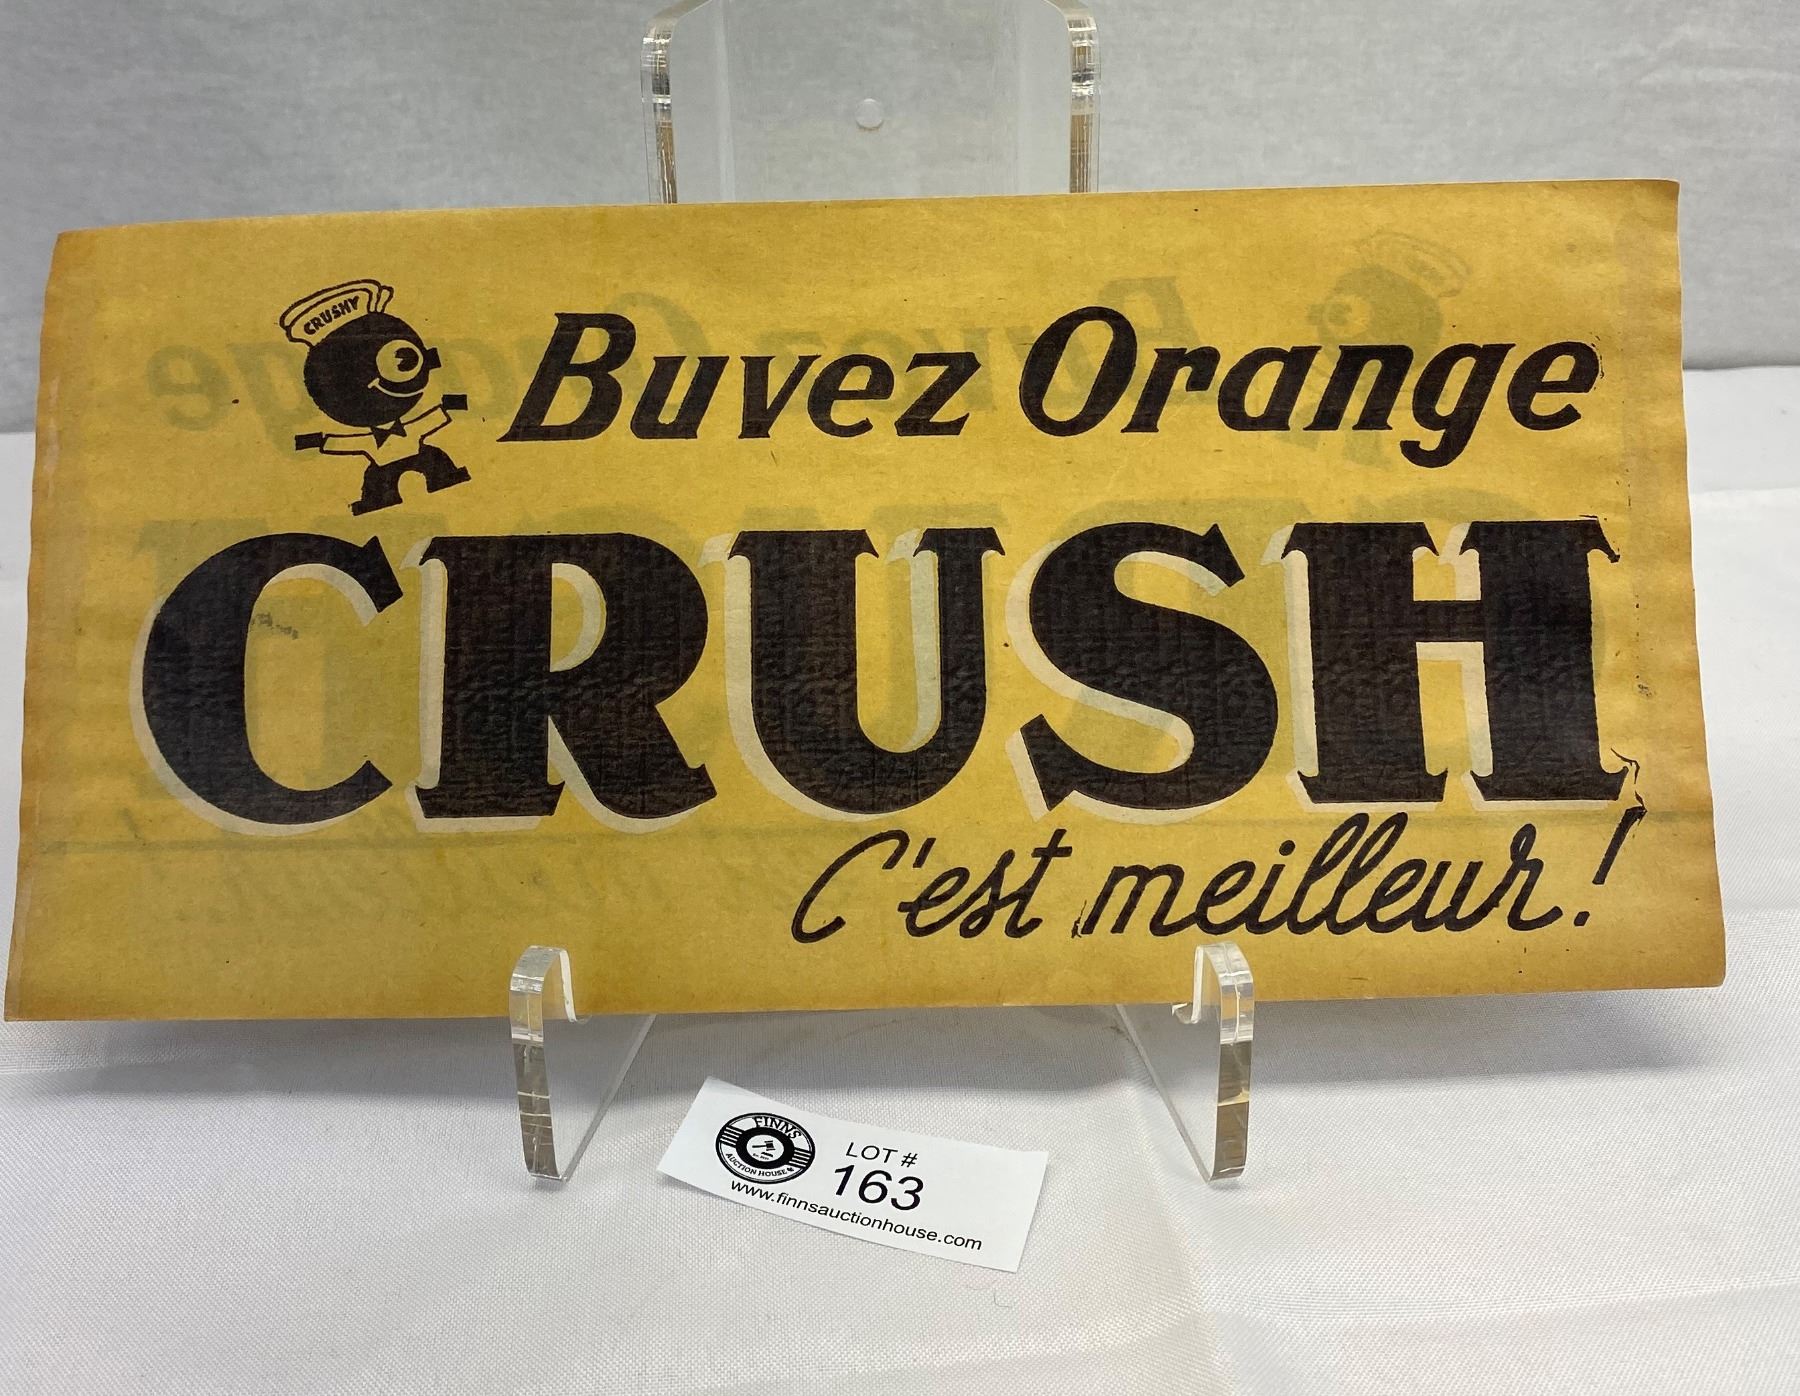 CRUSHY
Buvez Orange
CRUSH
C'est meilleur!
FINNS
AUCTION HOUSE
LOT #
163
www.finnsauctionhouse.com